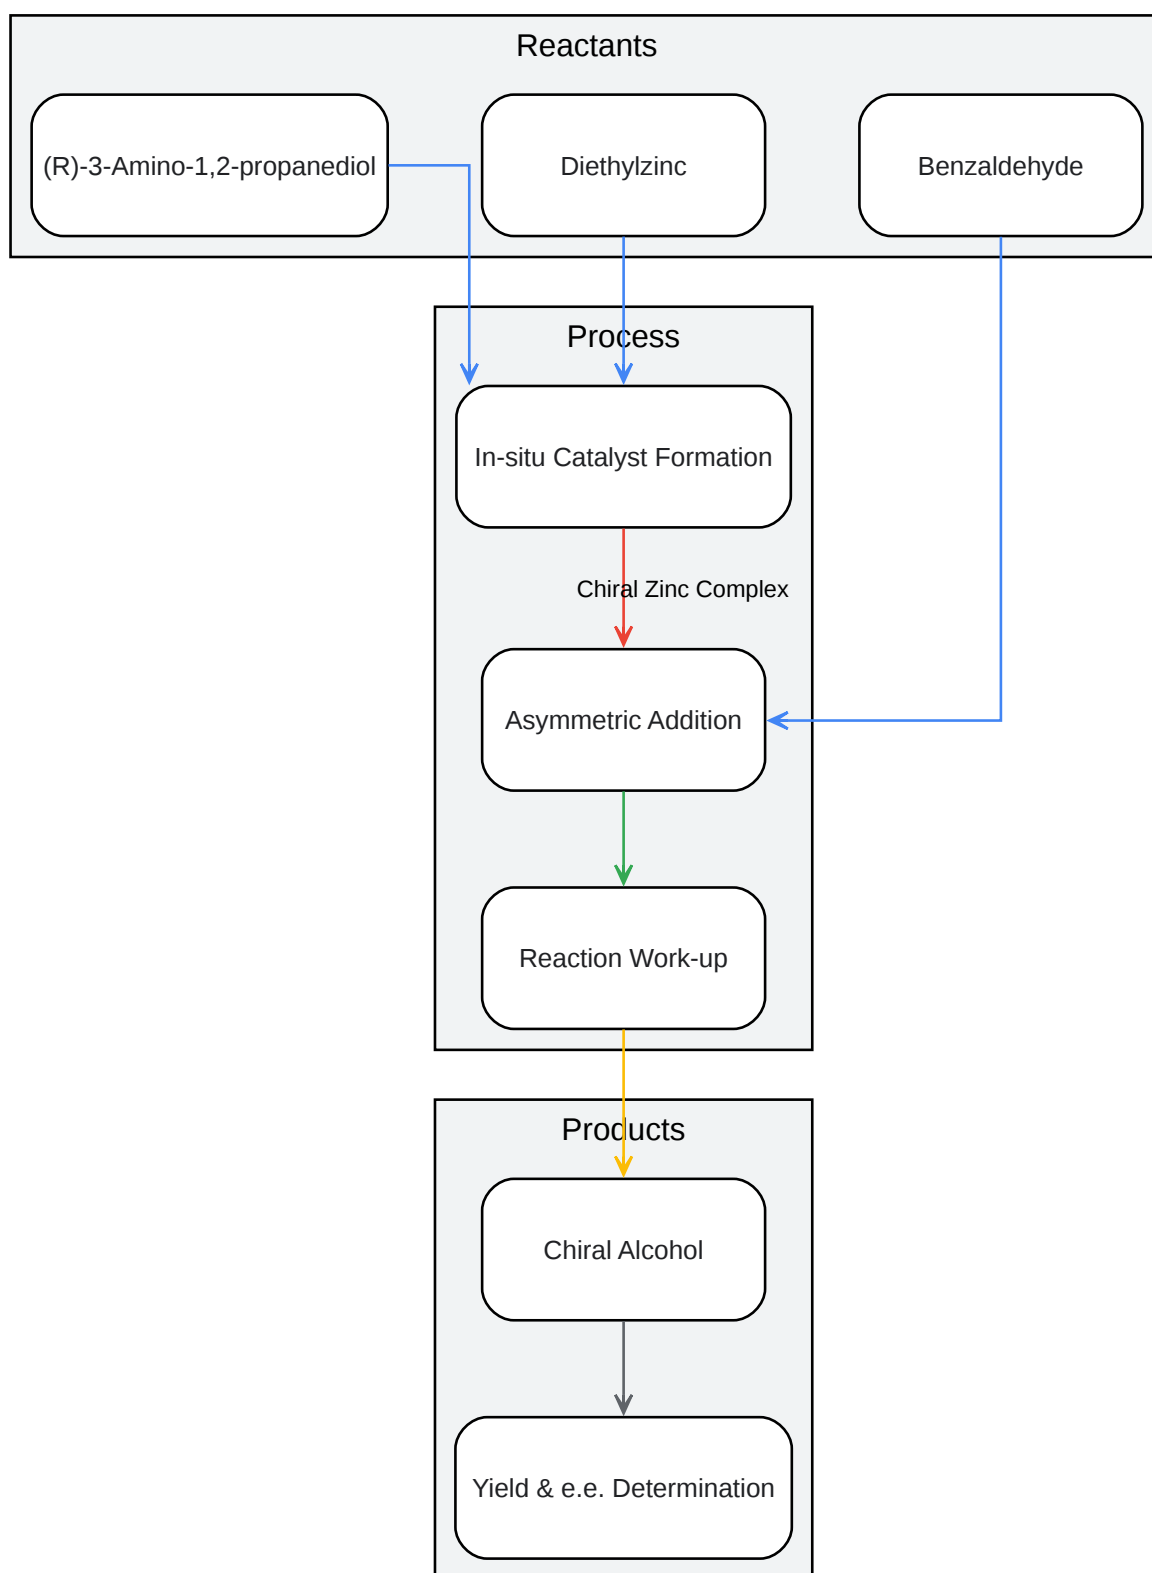 Reactants
(R)-3-Amino-1,2-propanediol
Diethylzinc
Benzaldehyde
Process
In-situ Catalyst Formation
Chiral Zinc Complex
Asymmetric Addition
Reaction Work-up
Products
Chiral Alcohol
Yield & e.e. Determination